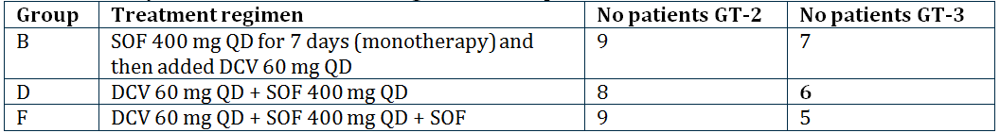 Group Treatment regimen No patients GT-2 No patients GT-3
B SOF 400 mg QD for 7 days (monotherapy) and 9 7
then added DCV 60 mg QD
D DCV 60 mg QD + SOF 400 mg QD 8 6
F DCV 60 mg QD + SOF 400 mg QD + SOF 9 5